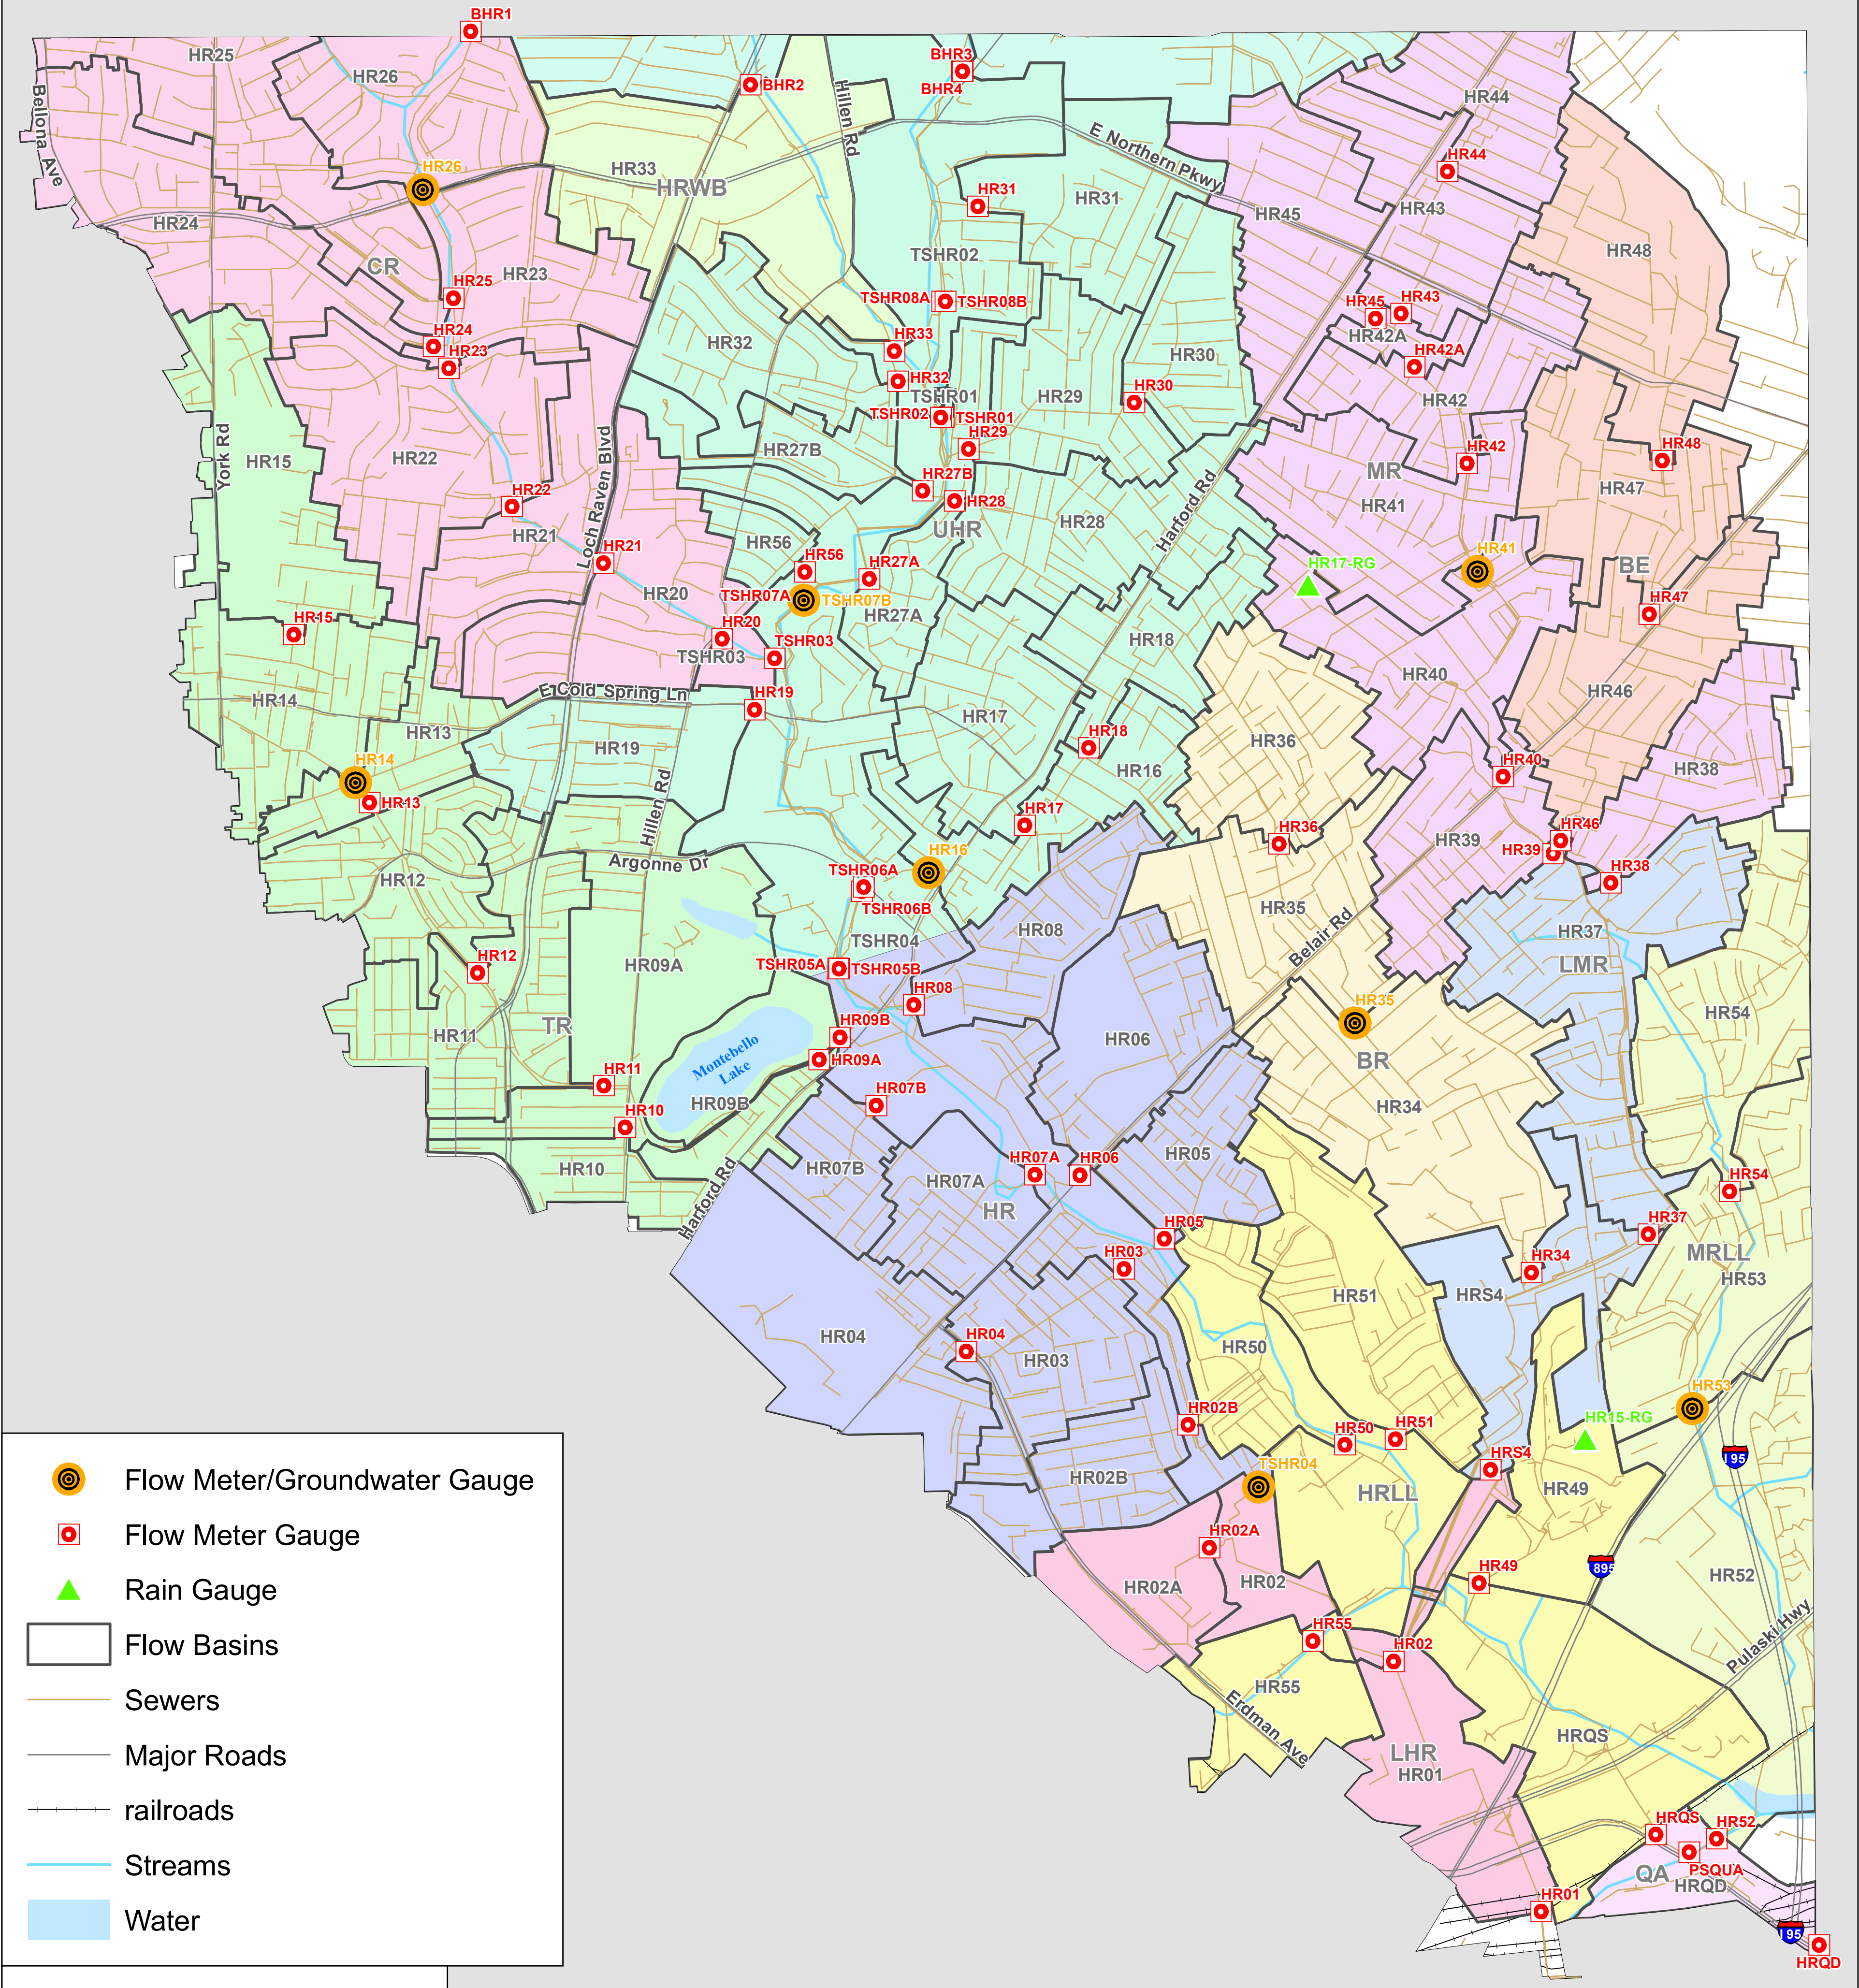 BHR1
HR25
HR26
BHR2
BHR3
BHR4
Hillen Rd
HR44
Bellona Ave
E Northern Pkwy
HR26
HR33
HRWB
HR44
HR31
HR31
HR24
HR45
HR43
HR48
CR
HR23
TSHR02
HR25
TSHR08A
TSHR08B
HR45
HR43
HR42A
HR24
HR23
HR32
HR33
HR30
HR42A
HR32
TSHR01
HR29
HR30
HR42
TSHR02
TSHR01
HR29
York Rd
HR15
HR22
HR27B
HR42
HR48
MR
HR27B
HR47
HR22
HR28
HR41
Loch Raven Blvd
Harford Rd
UHR
HR28
HR21
HR56
HR21
HR56
HR27A
HR17-RG
HR41
BE
HR20
TSHR07A
TSHR07B
HR27A
HR47
HR15
HR20
TSHR03
TSHR03
HR18
HR40
E Cold Spring Ln
HR46
HR14
HR19
HR17
HR13
HR19
HR18
HR36
HR16
HR40
HR38
HR14
HR13
Hillen Rd
HR17
HR36
HR46
HR39
HR39
Argonne Dr
HR16
TSHR06A
HR38
HR12
TSHR06B
HR35
Belair Rd
HR08
HR37
TSHR04
HR12
HR09A
TSHR05A
TSHR05B
LMR
HR08
HR35
HR54
TR
HR11
HR09B
HR06
Montebello
Lake
HR09A
BR
HR11
HR09B
HR07B
HR34
HR10
HR10
HR07B
HR07A
HR06
HR05
HR07A
HR54
Harford Rd
HR
HR05
HR37
HR03
HR34
MRLL
HR53
HRS4
HR51
HR04
HR04
HR03
HR50
HR53
HR02B
HR50
HR51
HR15-RG
HRS4
I 95
TSHR04
HR02B
HRLL
HR49
Flow Meter/Groundwater Gauge
Flow Meter Gauge
Rain Gauge
Flow Basins
Sewers
Major Roads
railroads
Streams
Water
HR02A
HR49
895
HR02A
HR02
HR52
HR55
HR02
Pulaski Hwy
HR55
Erdman Ave
HRQS
LHR
HR01
HRQS
HR52
QA
PSQUA
HRQD
HR01
I 95
HRQD